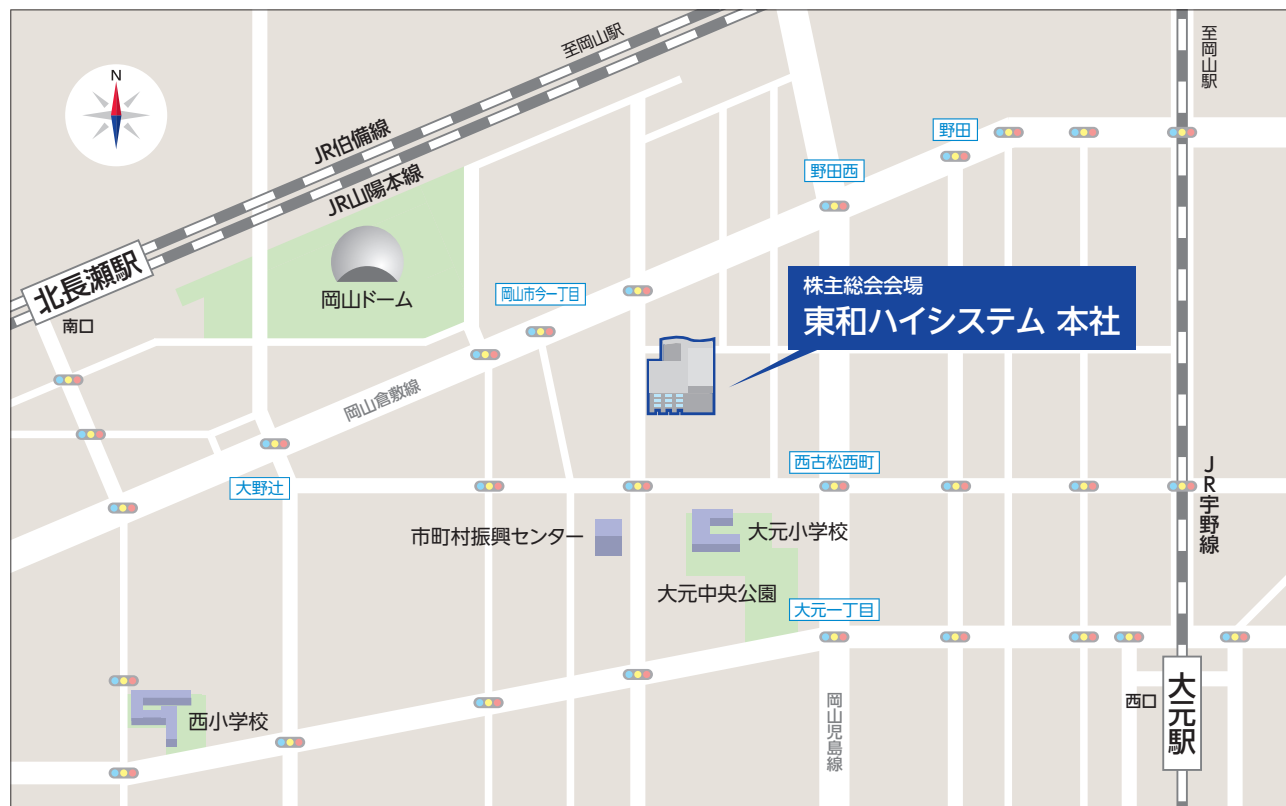 至岡山駅
至岡山駅
N
JR伯備線
JR山陽本線
野田
野田西
北長瀬駅
南口
岡山ドーム
岡山市今一丁目
株主総会会場
東和ハイシステム 本社
岡山倉敷線
大野辻
西古松西町
JR宇野線
市町村振興センター
大元小学校
大元中央公園
大元一丁目
西小学校
岡山児島線
西口
大元駅